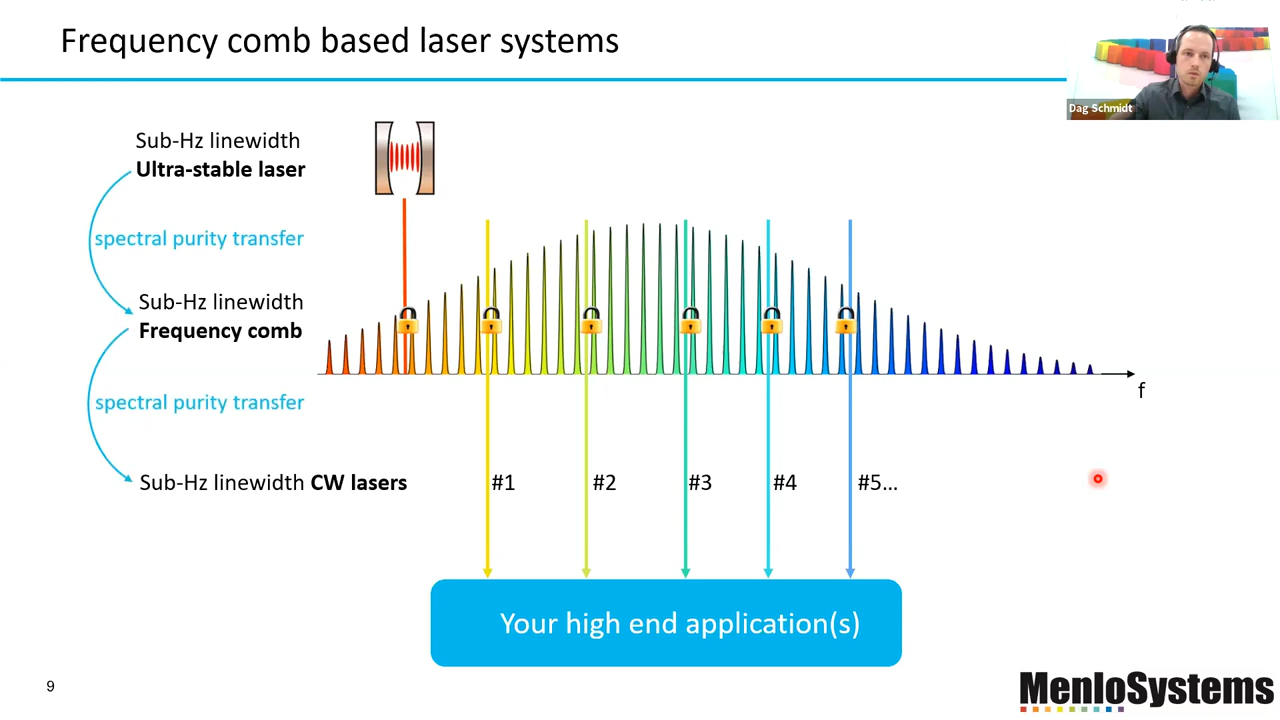 Frequency comb based laser systems
Dag Schmidt
Sub-Hz linewidth
Ultra-stable laser
spectral purity transfer
Sub-Hz linewidth
Frequency comb
f
spectral purity transfer
Sub-Hz linewidth CW lasers
#1
#2
#3
#4
#5...
Your high end application(s)
9
MenloSystems